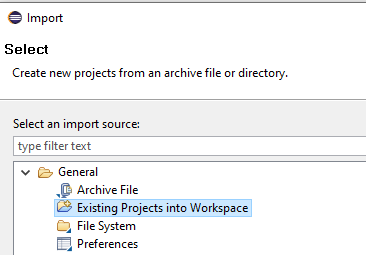 Import
Select
Create new projects from an archive file or directory.
Select an import source:
type filter text
General
Archive File
Existing Projects into Workspace
File System
Preferences